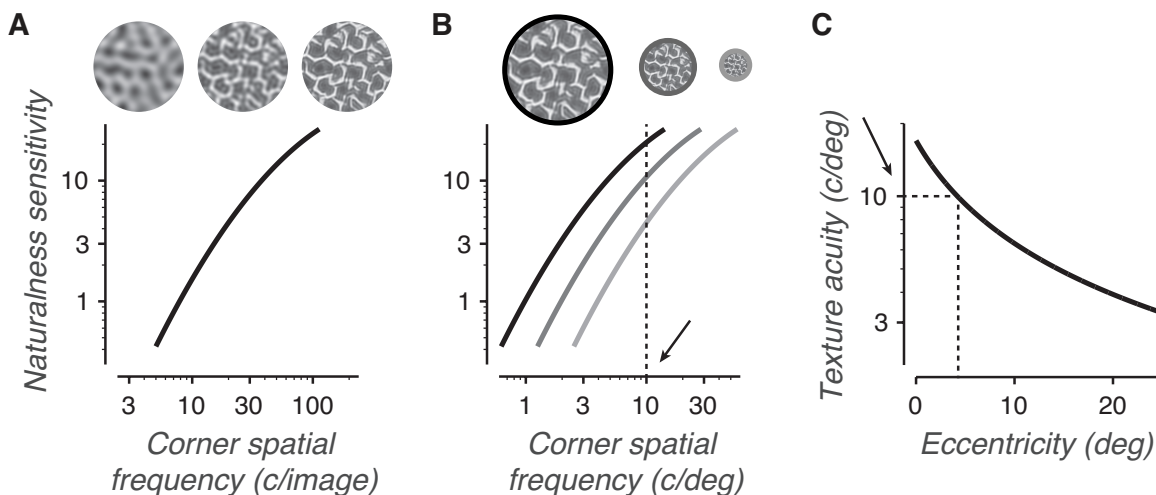 A
B
C
Naturalness sensitivity
10
3
1
3
10
30
100
Corner spatial
frequency (c/image)
10
3
1
1
3
10
30
Corner spatial
frequency (c/deg)
Texture acuity (c/deg)
10
3
0
10
20
Eccentricity (deg)